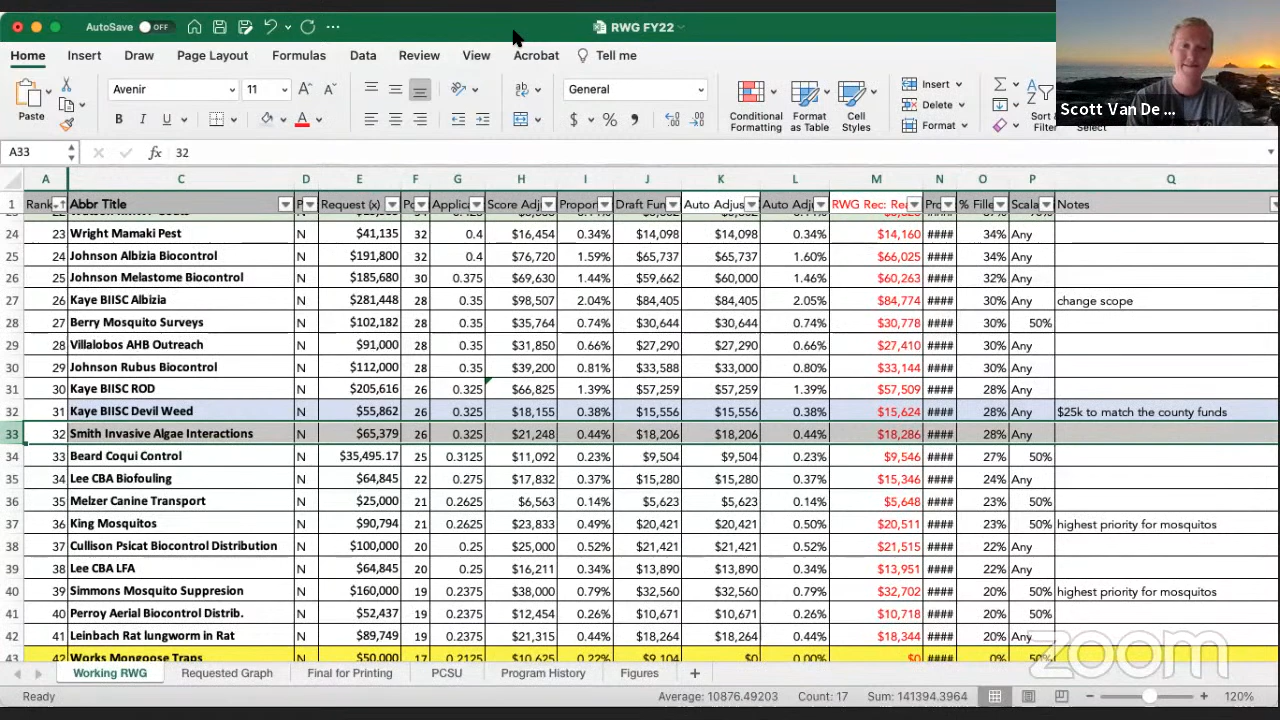 AutoSave OFF RWG FY22
Home Insert Draw Page Layout Formulas Data Review View Acrobat Tell me
Paste Avenir 11 General Conditional Formatting Format as Table Cell Styles Insert Delete Format Sort Filter Select
Scott Van De ...
A33 fx 32
A C D E F G H I J K L M N O P Q
1 Rank Abbr Title Request (x) Applica Score Adj Propor Draft Fun Auto Adjus Auto Adj RWG Rec: Re % Fille Scala Notes
24 23 Wright Mamaki Pest N $41,135 32 0.4 $16,454 0.34% $14,098 $14,098 0.34% $14,160 #### 34% Any
25 24 Johnson Albizia Biocontrol N $191,800 32 0.4 $76,720 1.59% $65,737 $65,737 1.60% $66,025 #### 34% Any
26 25 Johnson Melastome Biocontrol N $185,680 30 0.375 $69,630 1.44% $59,662 $60,000 1.46% $60,263 #### 32% Any
27 26 Kaye BIISC Albizia N $281,448 28 0.35 $98,507 2.04% $84,405 $84,405 2.05% $84,774 #### 30% Any change scope
28 27 Berry Mosquito Surveys N $102,182 28 0.35 $35,764 0.74% $30,644 $30,644 0.74% $30,778 #### 30% 50%
29 28 Villalobos AHB Outreach N $91,000 28 0.35 $31,850 0.66% $27,290 $27,290 0.66% $27,410 #### 30% Any
30 29 Johnson Rubus Biocontrol N $112,000 28 0.35 $39,200 0.81% $33,588 $33,000 0.80% $33,144 #### 30% Any
31 30 Kaye BIISC ROD N $205,616 26 0.325 $66,825 1.39% $57,259 $57,259 1.39% $57,509 #### 28% Any
32 31 Kaye BIISC Devil Weed N $55,862 26 0.325 $18,155 0.38% $15,556 $15,556 0.38% $15,624 #### 28% Any $25k to match the county funds
33 32 Smith Invasive Algae Interactions N $65,379 26 0.325 $21,248 0.44% $18,206 $18,206 0.44% $18,286 #### 28% Any
34 33 Beard Coqui Control N $35,495.17 25 0.3125 $11,092 0.23% $9,504 $9,504 0.23% $9,546 #### 27% 50%
35 34 Lee CBA Biofouling N $64,845 22 0.275 $17,832 0.37% $15,280 $15,280 0.37% $15,346 #### 24% Any
36 35 Melzer Canine Transport N $25,000 21 0.2625 $6,563 0.14% $5,623 $5,623 0.14% $5,648 #### 23% 50%
37 36 King Mosquitos N $90,794 21 0.2625 $23,833 0.49% $20,421 $20,421 0.50% $20,511 #### 23% 50% highest priority for mosquitos
38 37 Cullison Psicat Biocontrol Distribution N $100,000 20 0.25 $25,000 0.52% $21,421 $21,421 0.52% $21,515 #### 22% Any
39 38 Lee CBA LFA N $64,845 20 0.25 $16,211 0.34% $13,890 $13,890 0.34% $13,951 #### 22% Any
40 39 Simmons Mosquito Suppresion N $160,000 19 0.2375 $38,000 0.79% $32,560 $32,560 0.79% $32,702 #### 20% 50% highest priority for mosquitos
41 40 Perroy Aerial Biocontrol Distrib. N $52,437 19 0.2375 $12,454 0.26% $10,671 $10,671 0.26% $10,718 #### 20% 50%
42 41 Leinbach Rat lungworm in Rat N $89,749 19 0.2375 $21,315 0.44% $18,264 $18,264 0.44% $18,344 #### 20% Any
43 42 Works Mongoose Traps N $50,000 17 0.2125 $10,625 0.22% $9,104 $0 0.00% $0 #### 0% 50%
zoom
Working RWG Requested Graph Final for Printing PCSU Program History Figures +
Ready Average: 10876.49203 Count: 17 Sum: 141394.3964 120%